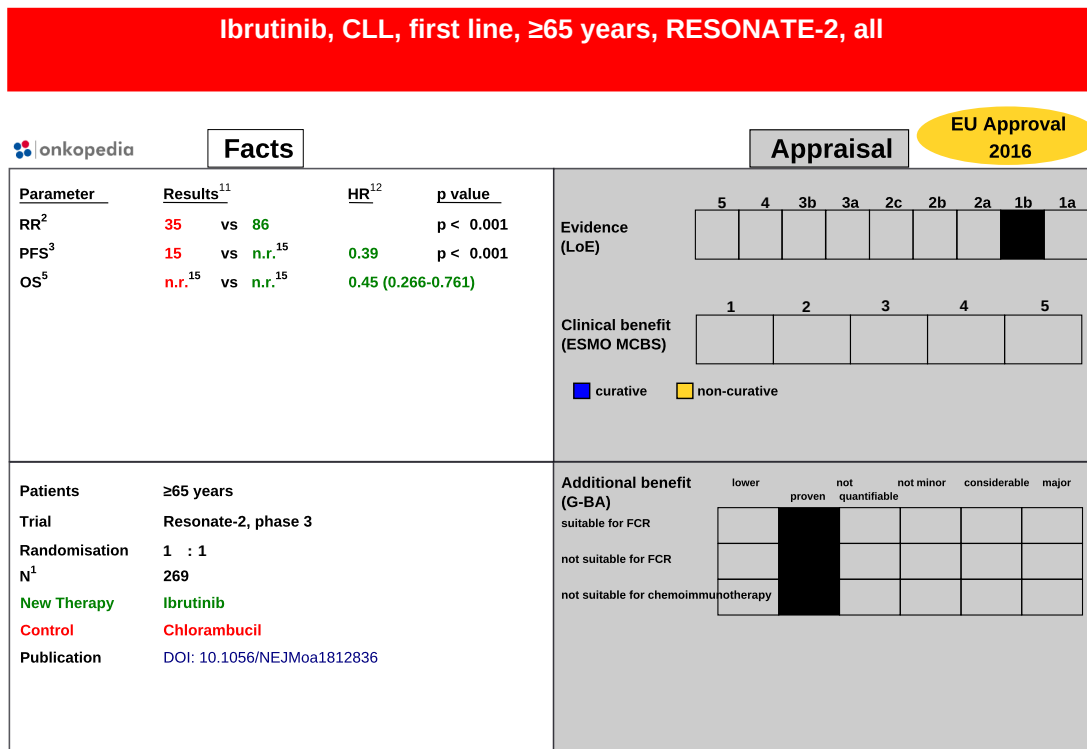 Ibrutinib, CLL, first line, ≥65 years, RESONATE-2, all
EU Approval
2016
onkopedia
Facts
Appraisal
Parameter Results11 HR12 p value
RR2 35 vs 86 p < 0.001
PFS3 15 vs n.r.15 0.39 p < 0.001
OS5 n.r.15 vs n.r.15 0.45 (0.266-0.761)
5 4 3b 3a 2c 2b 2a 1b 1a
Evidence
(LoE)
1 2 3 4 5
Clinical benefit
(ESMO MCBS)
curative non-curative
Patients ≥65 years
Trial Resonate-2, phase 3
Randomisation 1 : 1
N1 269
New Therapy Ibrutinib
Control Chlorambucil
Publication DOI: 10.1056/NEJMoa1812836
Additional benefit
(G-BA)
lower not not minor considerable major
proven quantifiable
suitable for FCR
not suitable for FCR
not suitable for chemoimmunotherapy